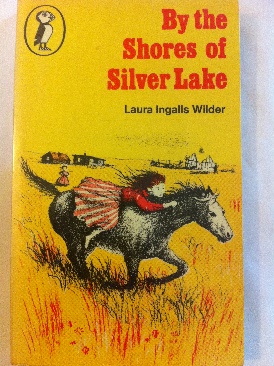 By the
Shores of
Silver Lake
Laura Ingalls Wilder